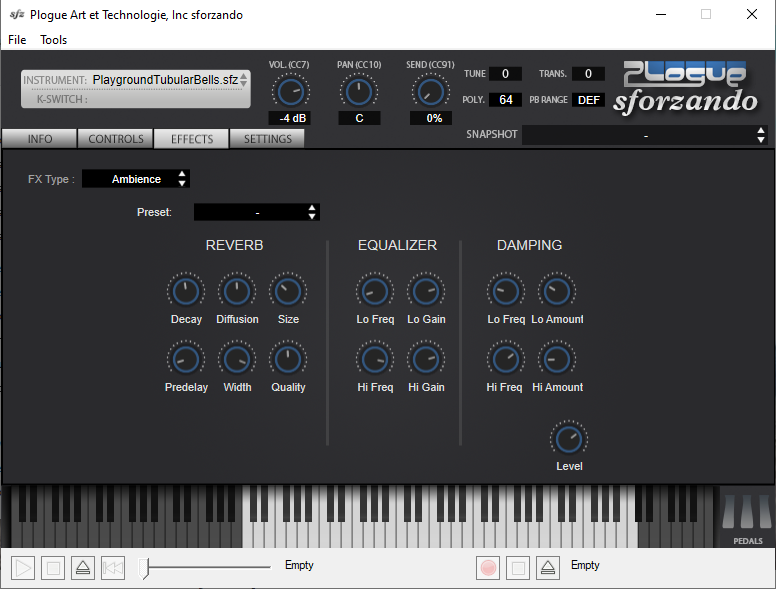 sfz Plogue Art et Technologie, Inc sforzando
File Tools
INSTRUMENT: PlaygroundTubularBells.sfz
K-SWITCH :
VOL. (CC7)
-4 dB
PAN (CC10)
C
SEND (CC91)
0%
TUNE 0 TRANS. 0
POLY. 64 PB RANGE DEF
Plogue
sforzando
SNAPSHOT -
INFO CONTROLS EFFECTS SETTINGS
FX Type : Ambience
Preset: -
REVERB EQUALIZER DAMPING
Decay Diffusion Size Lo Freq Lo Gain Lo Freq Lo Amount
Predelay Width Quality Hi Freq Hi Gain Hi Freq Hi Amount
Level
PEDALS
Empty Empty